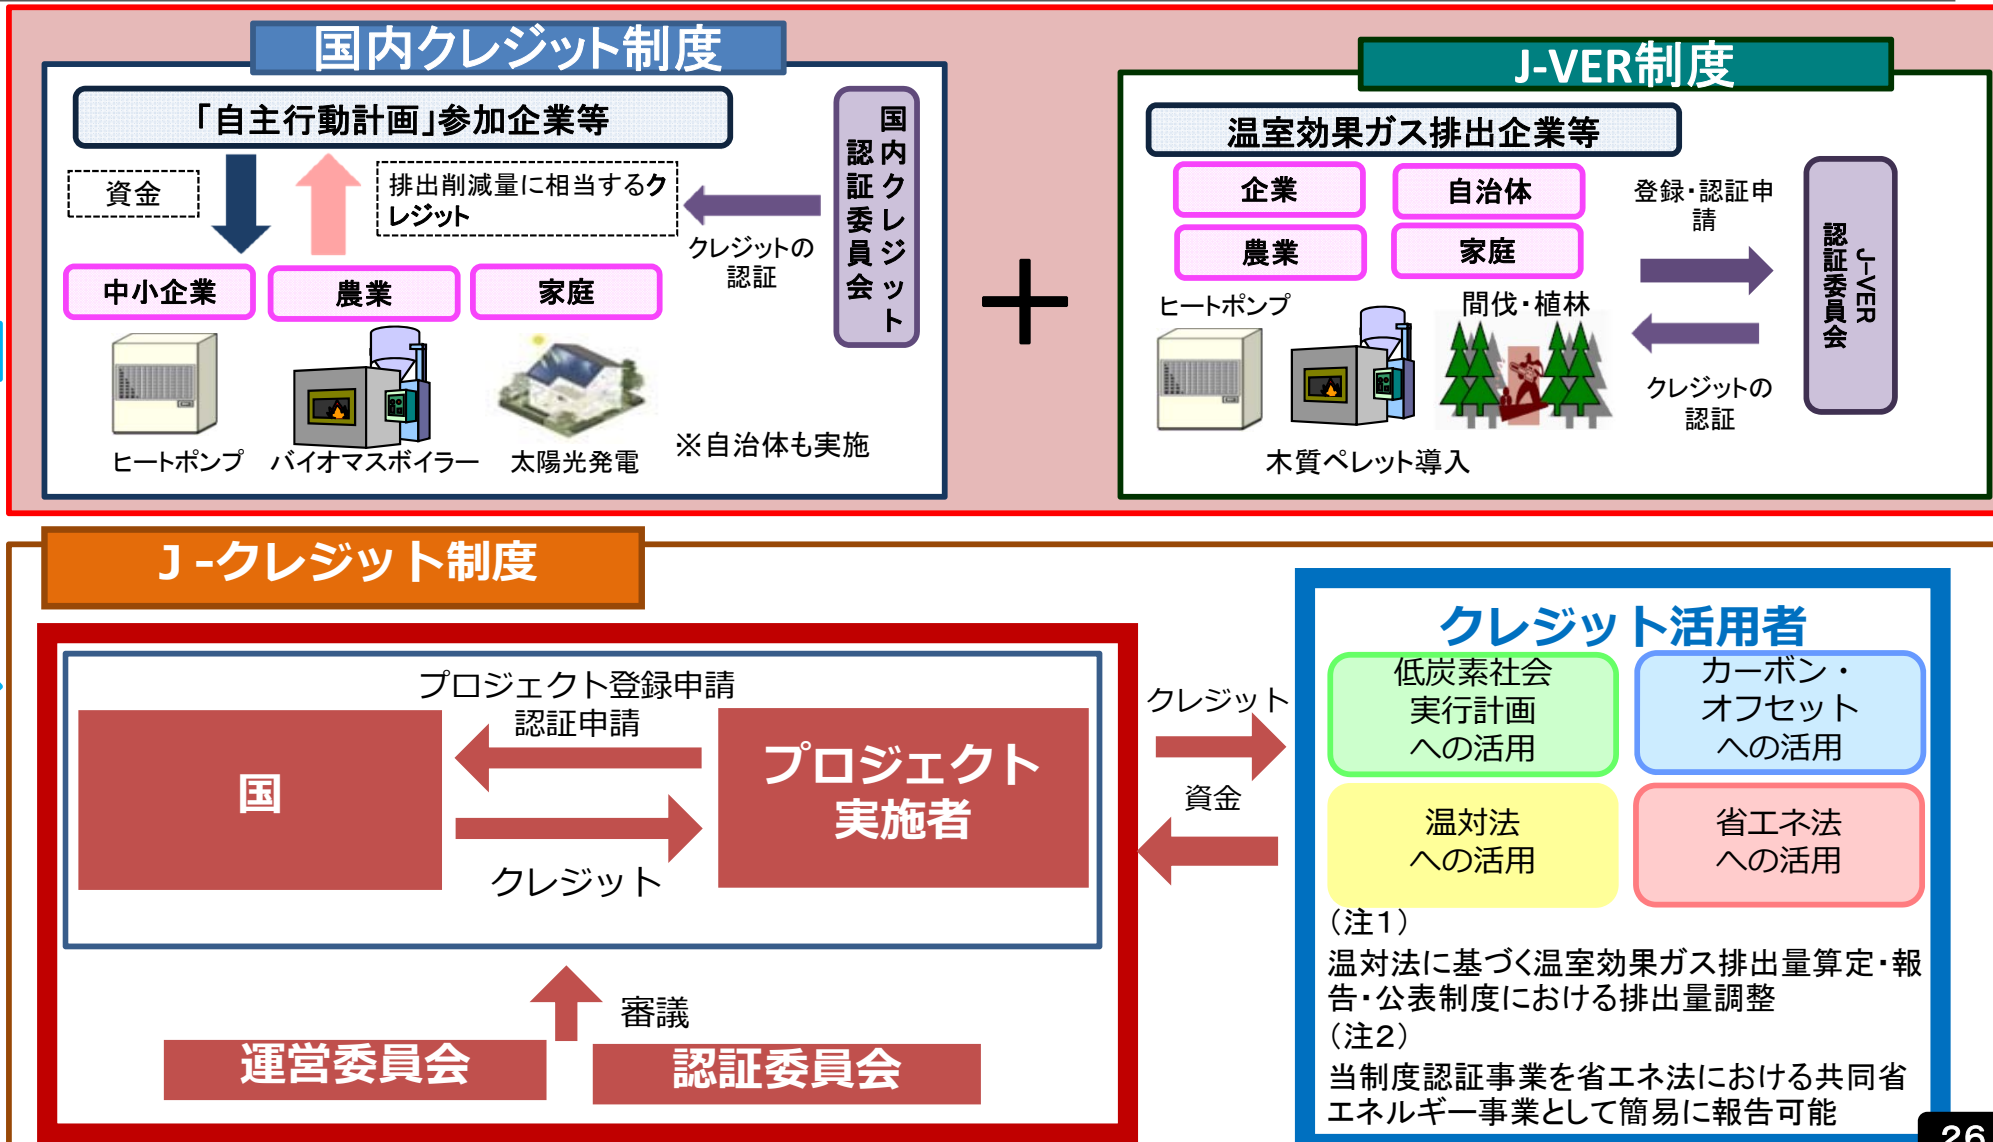 国内クレジット制度
「自主行動計画」参加企業等
資金
排出削減量に相当するク
レジット
クレジットの
認証
国内クレジット
認証委員会
中小企業
農業
家庭
ヒートポンプ
バイオマスボイラー
太陽光発電
※自治体も実施
＋
J-VER制度
温室効果ガス排出企業等
企業
自治体
農業
家庭
登録・認証申
請
クレジットの
認証
J-VER
認証委員会
ヒートポンプ
間伐・植林
木質ペレット導入
J-クレジット制度
国
プロジェクト登録申請
認証申請
クレジット
プロジェクト
実施者
審議
運営委員会
認証委員会
クレジット
資金
クレジット活用者
低炭素社会
実行計画
への活用
カーボン・
オフセット
への活用
温対法
への活用
省エネ法
への活用
（注1）
温対法に基づく温室効果ガス排出量算定・報
告・公表制度における排出量調整
（注2）
当制度認証事業を省エネ法における共同省
エネルギー事業として簡易に報告可能
26